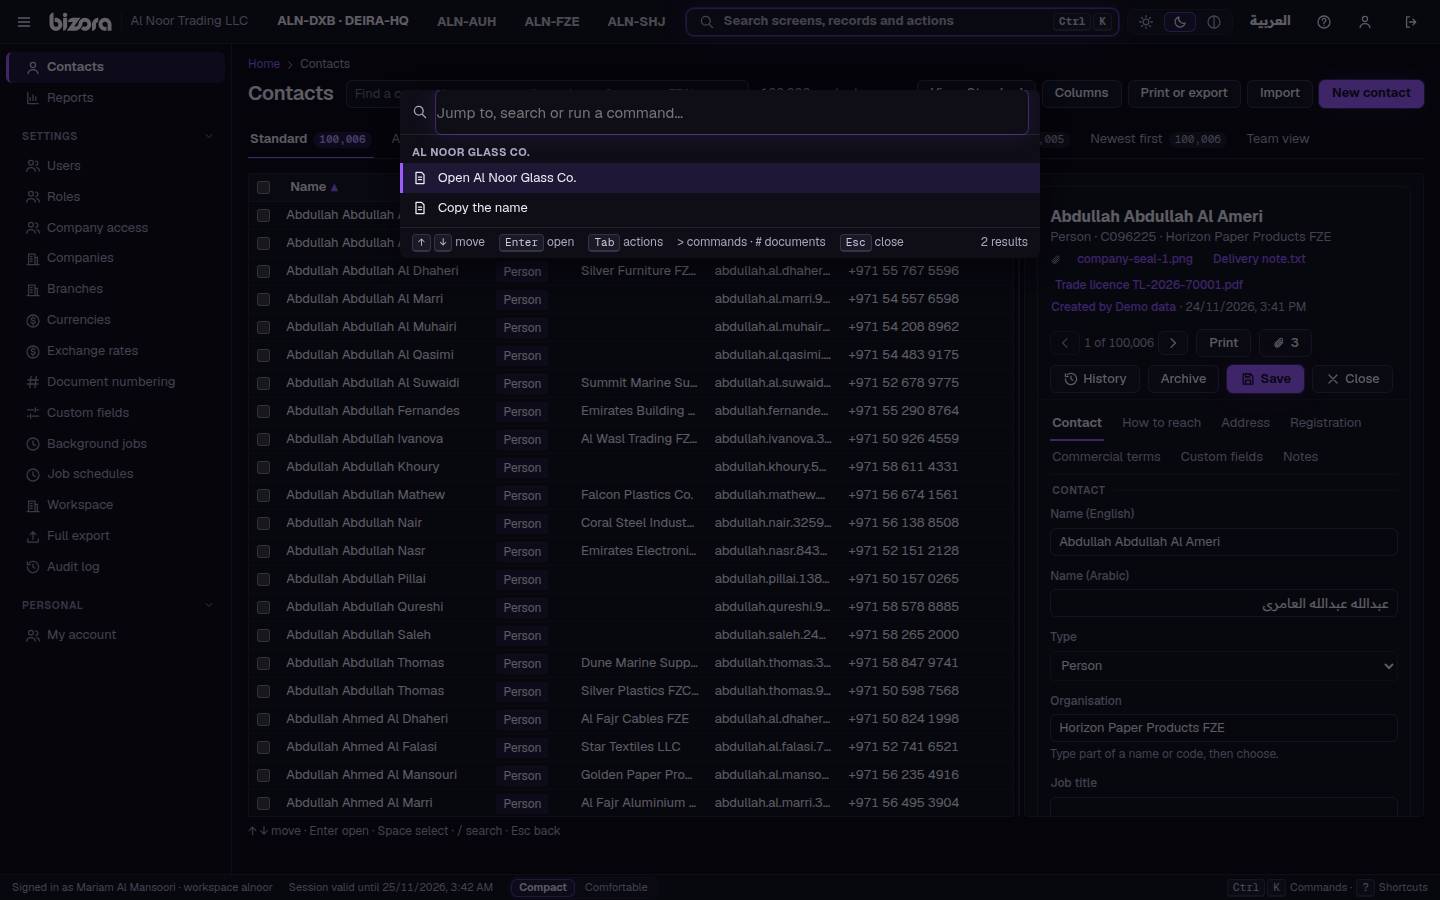 bizora Al Noor Trading LLC ALN-DXB · DEIRA-HQ ALN-AUH ALN-FZE ALN-SHJ Search screens, records and actions Ctrl K العربية
Contacts
Reports
SETTINGS
Users
Roles
Company access
Companies
Branches
Currencies
Exchange rates
Document numbering
Custom fields
Background jobs
Job schedules
Workspace
Full export
Audit log
PERSONAL
My account
Home > Contacts
Contacts Find a c Columns Print or export Import New contact
Standard 100,006 Newest first 100,006 Team view
Jump to, search or run a command...
AL NOOR GLASS CO.
Open Al Noor Glass Co.
Copy the name
↑ ↓ move Enter open Tab actions > commands · # documents Esc close 2 results
Name ▲
Abdullah Abdullah A
Abdullah Abdullah A
Abdullah Abdullah Al Dhaheri Person Silver Furniture FZ... abdullah.al.dhaher... +971 55 767 5596
Abdullah Abdullah Al Marri Person abdullah.al.marri.9... +971 54 557 6598
Abdullah Abdullah Al Muhairi Person abdullah.al.muhair... +971 54 208 8962
Abdullah Abdullah Al Qasimi Person abdullah.al.qasimi.... +971 54 483 9175
Abdullah Abdullah Al Suwaidi Person Summit Marine Su... abdullah.al.suwaid... +971 52 678 9775
Abdullah Abdullah Fernandes Person Emirates Building ... abdullah.fernande... +971 55 290 8764
Abdullah Abdullah Ivanova Person Al Wasl Trading FZ... abdullah.ivanova.3... +971 50 926 4559
Abdullah Abdullah Khoury Person abdullah.khoury.5... +971 58 611 4331
Abdullah Abdullah Mathew Person Falcon Plastics Co. abdullah.mathew.... +971 56 674 1561
Abdullah Abdullah Nair Person Coral Steel Indust... abdullah.nair.3259... +971 56 138 8508
Abdullah Abdullah Nasr Person Emirates Electroni... abdullah.nasr.843... +971 52 151 2128
Abdullah Abdullah Pillai Person abdullah.pillai.138... +971 50 157 0265
Abdullah Abdullah Qureshi Person abdullah.qureshi.9... +971 58 578 8885
Abdullah Abdullah Saleh Person abdullah.saleh.24... +971 58 265 2000
Abdullah Abdullah Thomas Person Dune Marine Supp... abdullah.thomas.3... +971 58 847 9741
Abdullah Abdullah Thomas Person Silver Plastics FZC... abdullah.thomas.9... +971 50 598 7568
Abdullah Ahmed Al Dhaheri Person Al Fajr Cables FZE abdullah.al.dhaher... +971 50 824 1998
Abdullah Ahmed Al Falasi Person Star Textiles LLC abdullah.al.falasi.7... +971 52 741 6521
Abdullah Ahmed Al Mansouri Person Golden Paper Pro... abdullah.al.manso... +971 56 235 4916
Abdullah Ahmed Al Marri Person Al Fajr Aluminium ... abdullah.al.marri.3... +971 56 495 3904
↑ ↓ move · Enter open · Space select · / search · Esc back
Abdullah Abdullah Al Ameri
Person · C096225 · Horizon Paper Products FZE
company-seal-1.png Delivery note.txt
Trade licence TL-2026-70001.pdf
Created by Demo data · 24/11/2026, 3:41 PM
1 of 100,006 Print 3
History Archive Save Close
Contact How to reach Address Registration
Commercial terms Custom fields Notes
CONTACT
Name (English)
Abdullah Abdullah Al Ameri
Name (Arabic)
عبدالله عبدالله العامري
Type
Person
Organisation
Horizon Paper Products FZE
Type part of a name or code, then choose.
Job title
Signed in as Mariam Al Mansoori · workspace alnoor Session valid until 25/11/2026, 3:42 AM Compact Comfortable Ctrl K Commands · ? Shortcuts